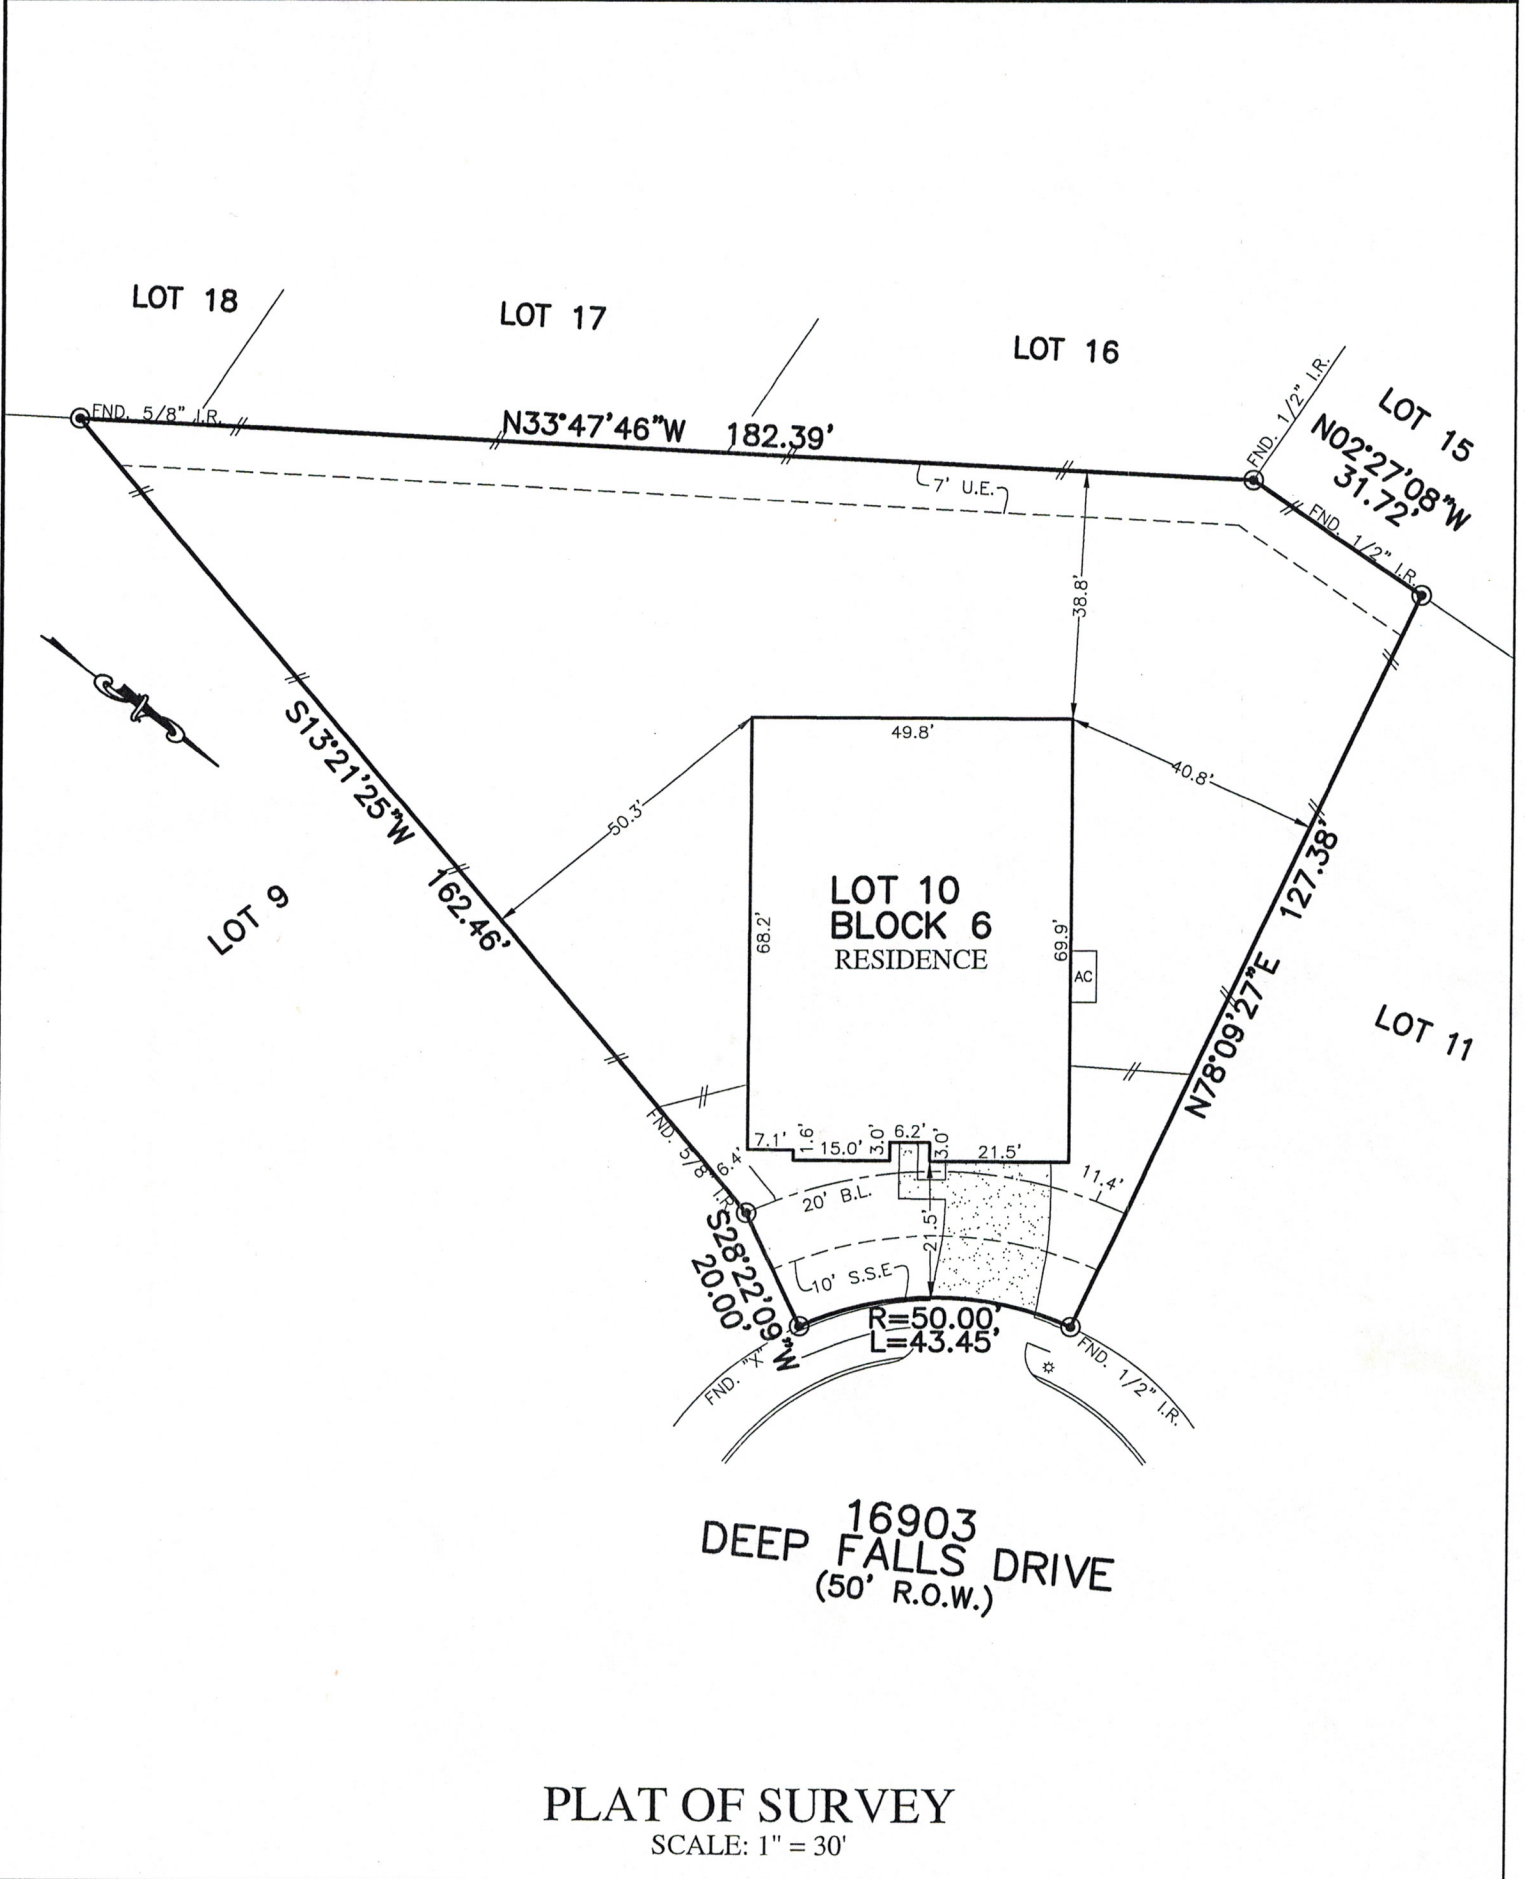 LOT 18
LOT 17
LOT 16
LOT 15
FND. 5/8" I.R.
N33°47'46"W 182.39'
FND. 1/2" I.R.
N02°27'08"W
31.72'
FND. 1/2" I.R.
7' U.E.
38.8'
49.8'
40.8'
50.3'
S13°21'25"W 162.46'
LOT 9
68.2'
LOT 10
BLOCK 6
RESIDENCE
69.9'
AC
N78°09'27"E 127.38'
LOT 11
FND. 5/8" I.R.
7.1'
1.6'
15.0'
3.0'
6.2'
3.0'
21.5'
6.4'
20' B.L.
11.4'
21.5'
S28°22'09"W
20.00'
10' S.S.E
R=50.00'
L=43.45'
FND. "X"
FND. 1/2" I.R.
16903
DEEP FALLS DRIVE
(50' R.O.W.)
PLAT OF SURVEY
SCALE: 1" = 30'